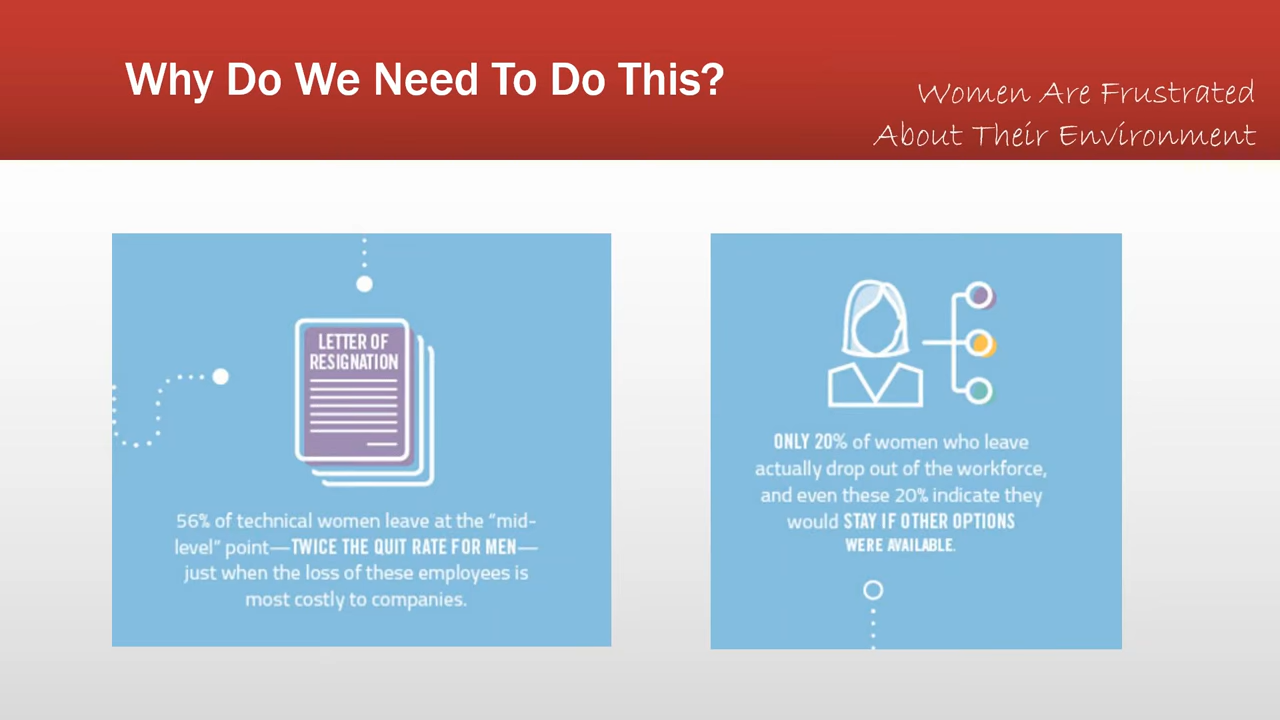 Why Do We Need To Do This?
Women Are Frustrated
About Their Environment
LETTER OF
RESIGNATION
56% of technical women leave at the “mid-
level” point—TWICE THE QUIT RATE FOR MEN—
just when the loss of these employees is
most costly to companies.
ONLY 20% of women who leave
actually drop out of the workforce,
and even these 20% indicate they
would STAY IF OTHER OPTIONS
WERE AVAILABLE.